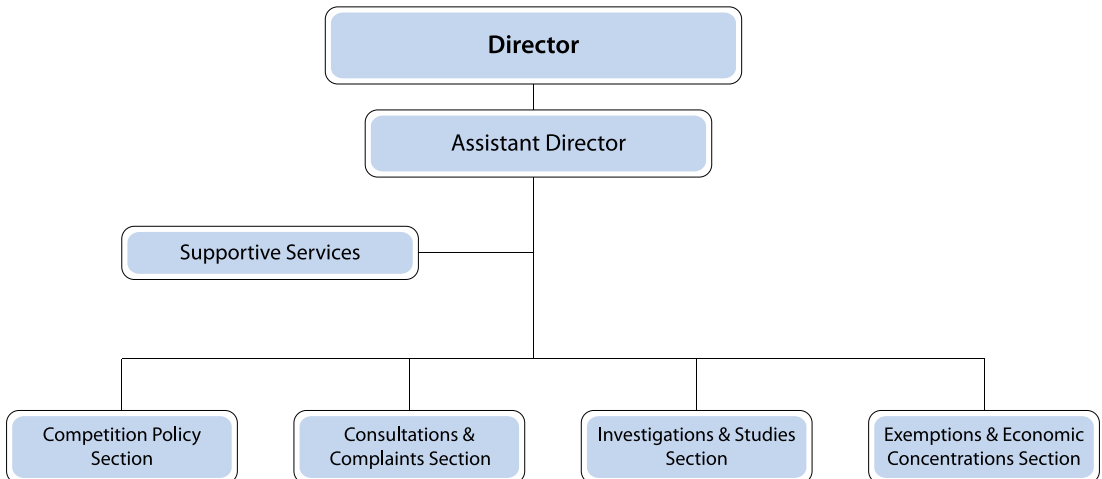 Director
Assistant Director
Supportive Services
Competition Policy
Section
Consultations &
Complaints Section
Investigations & Studies
Section
Exemptions & Economic
Concentrations Section